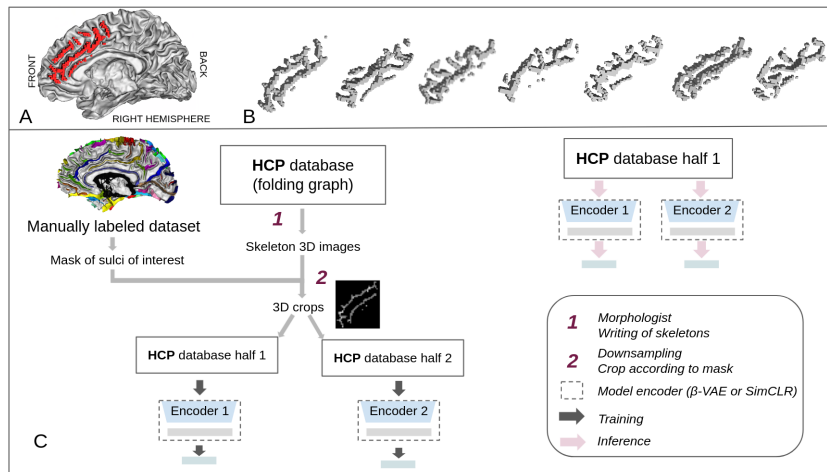 FRONT
BACK
A
RIGHT HEMISPHERE
B
HCP database
(folding graph)
Manually labeled dataset
1
Mask of sulci of interest
Skeleton 3D images
2
3D crops
HCP database half 1
HCP database half 2
Encoder 1
Encoder 2
C
HCP database half 1
Encoder 1
Encoder 2
1
Morphologist
Writing of skeletons
2
Downsampling
Crop according to mask
Model encoder (β-VAE or SimCLR)
Training
Inference